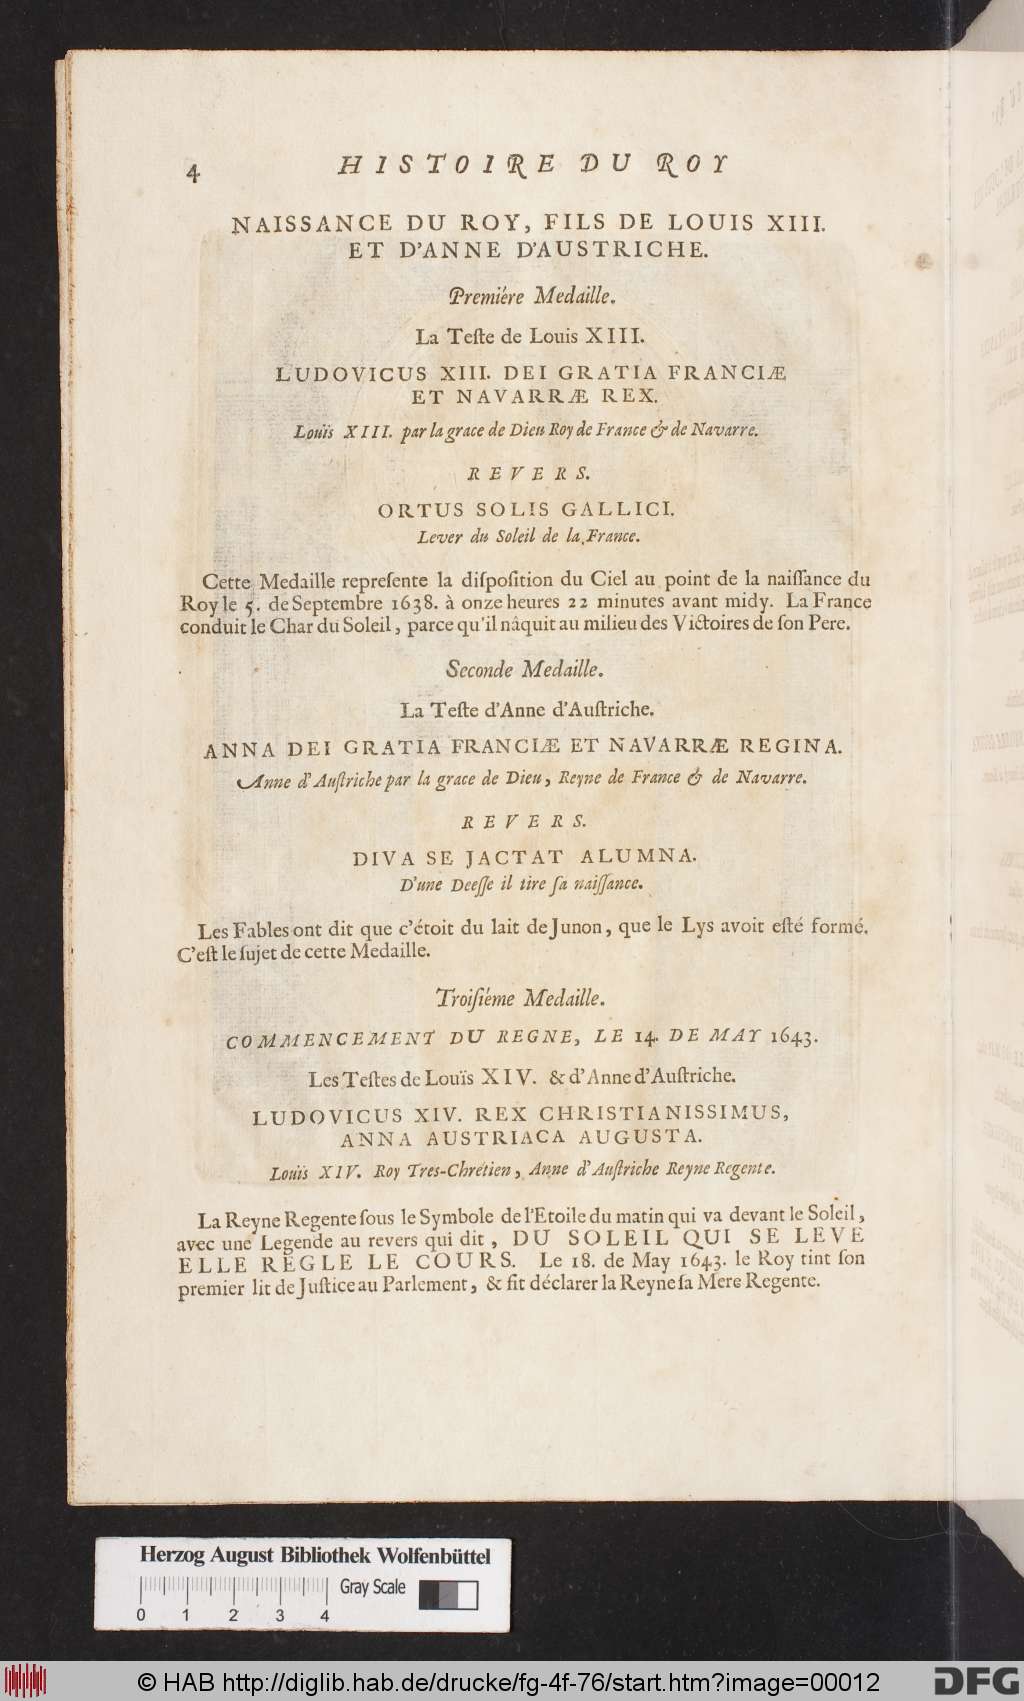 4
HISTOIRE DU ROY
NAISSANCE DU ROY, FILS DE LOUIS XIII.
ET D'ANNE D'AUSTRICHE.
Premiére Medaille.
La Teſte de Louis XIII.
LUDOVICUS XIII. DEI GRATIA FRANCIÆ
ET NAVARRÆ REX.
Louïs XIII. par la grace de Dieu Roy de France & de Navarre.
REVERS.
ORTUS SOLIS GALLICI.
Lever du Soleil de la France.
Cette Medaille repreſente la diſpoſition du Ciel au point de la naiſſance du
Roy le 5. de Septembre 1638. à onze heures 22 minutes avant midy. La France
conduit le Char du Soleil, parce qu'il nâquit au milieu des Victoires de ſon Pere.
Seconde Medaille.
La Teſte d'Anne d'Auſtriche.
ANNA DEI GRATIA FRANCIÆ ET NAVARRÆ REGINA.
Anne d'Auſtriche par la grace de Dieu, Reyne de France & de Navarre.
REVERS.
DIVA SE JACTAT ALUMNA.
D'une Deeſſe il tire ſa naiſſance.
Les Fables ont dit que c'étoit du lait de Junon, que le Lys avoit eſté formé.
C'eſt le ſujet de cette Medaille.
Troiſiéme Medaille.
COMMENCEMENT DU REGNE, LE 14. DE MAY 1643.
Les Teſtes de Louïs XIV. & d'Anne d'Auſtriche.
LUDOVICUS XIV. REX CHRISTIANISSIMUS,
ANNA AUSTRIACA AUGUSTA.
Louïs XIV. Roy Tres-Chrétien, Anne d'Auſtriche Reyne Regente.
La Reyne Regente ſous le Symbole de l'Etoile du matin qui va devant le Soleil,
avec une Legende au revers qui dit, DU SOLEIL QUI SE LEVE
ELLE REGLE LE COURS. Le 18. de May 1643. le Roy tint ſon
premier lit de Juſtice au Parlement, & fit déclarer la Reyne ſa Mere Regente.
Herzog August Bibliothek Wolfenbüttel
Gray Scale
0 1 2 3 4
© HAB http://diglib.hab.de/drucke/fg-4f-76/start.htm?image=00012
DFG